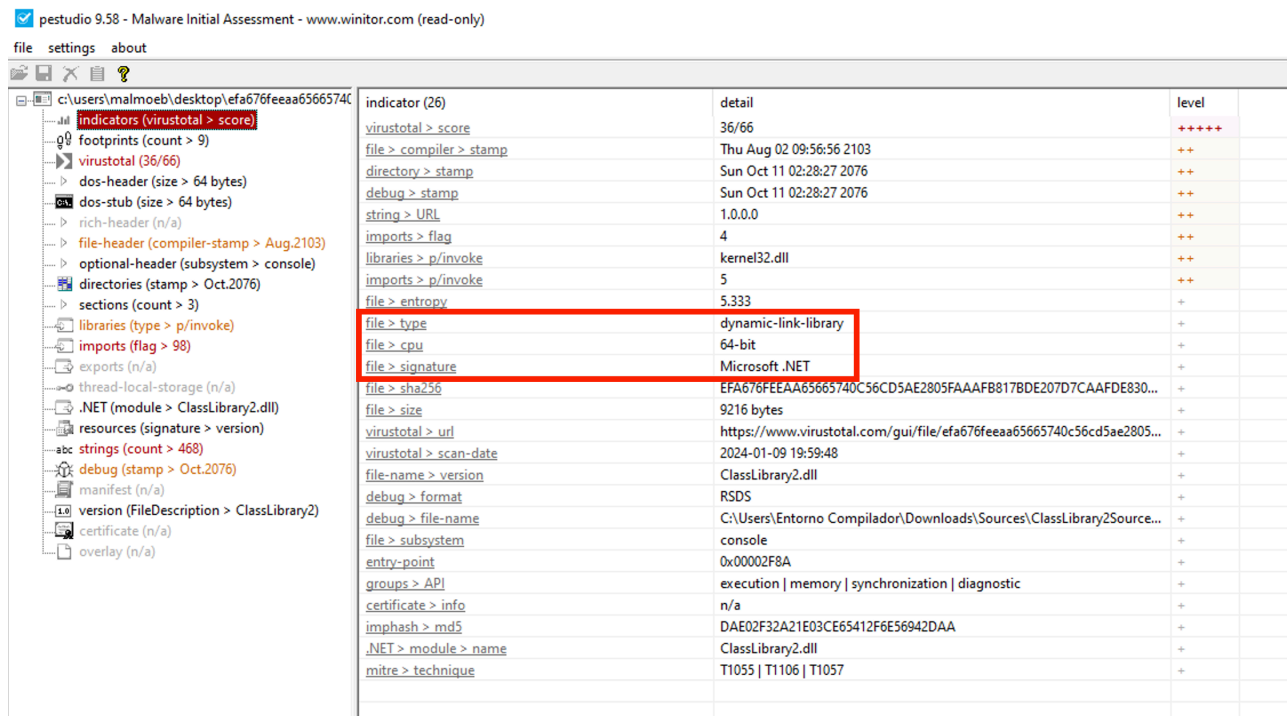 pestudio 9.58 - Malware Initial Assessment - www.winitor.com (read-only)
file settings about
c:\users\malmoeb\desktop\efa676feeaa65665740
indicators (virustotal > score)
footprints (count > 9)
virustotal (36/66)
dos-header (size > 64 bytes)
dos-stub (size > 64 bytes)
rich-header (n/a)
file-header (compiler-stamp > Aug.2103)
optional-header (subsystem > console)
directories (stamp > Oct.2076)
sections (count > 3)
libraries (type > p/invoke)
imports (flag > 98)
exports (n/a)
thread-local-storage (n/a)
.NET (module > ClassLibrary2.dll)
resources (signature > version)
abc strings (count > 468)
debug (stamp > Oct.2076)
manifest (n/a)
1.0 version (FileDescription > ClassLibrary2)
certificate (n/a)
overlay (n/a)
indicator (26) detail level
virustotal > score 36/66 +++++
file > compiler > stamp Thu Aug 02 09:56:56 2103 ++
directory > stamp Sun Oct 11 02:28:27 2076 ++
debug > stamp Sun Oct 11 02:28:27 2076 ++
string > URL 1.0.0.0 ++
imports > flag 4 ++
libraries > p/invoke kernel32.dll ++
imports > p/invoke 5 ++
file > entropy 5.333 +
file > type dynamic-link-library +
file > cpu 64-bit +
file > signature Microsoft .NET +
file > sha256 EFA676FEEAA65665740C56CD5AE2805FAAAFB817BDE207D7CAAFDE830... +
file > size 9216 bytes +
virustotal > url https://www.virustotal.com/gui/file/efa676feeaa65665740c56cd5ae2805... +
virustotal > scan-date 2024-01-09 19:59:48 +
file-name > version ClassLibrary2.dll +
debug > format RSDS +
debug > file-name C:\Users\Entorno Compilador\Downloads\Sources\ClassLibrary2Source... +
file > subsystem console +
entry-point 0x00002F8A +
groups > API execution | memory | synchronization | diagnostic +
certificate > info n/a +
imphash > md5 DAE02F32A21E03CE65412F6E56942DAA +
.NET > module > name ClassLibrary2.dll +
mitre > technique T1055 | T1106 | T1057 +